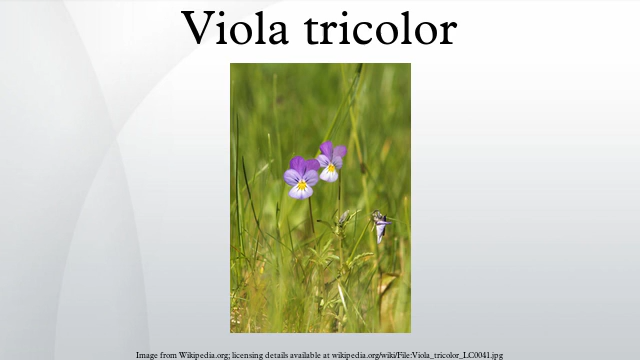 Viola tricolor
Image from Wikipedia.org; licensing details available at wikipedia.org/wiki/File:Viola_tricolor_LC0041.jpg